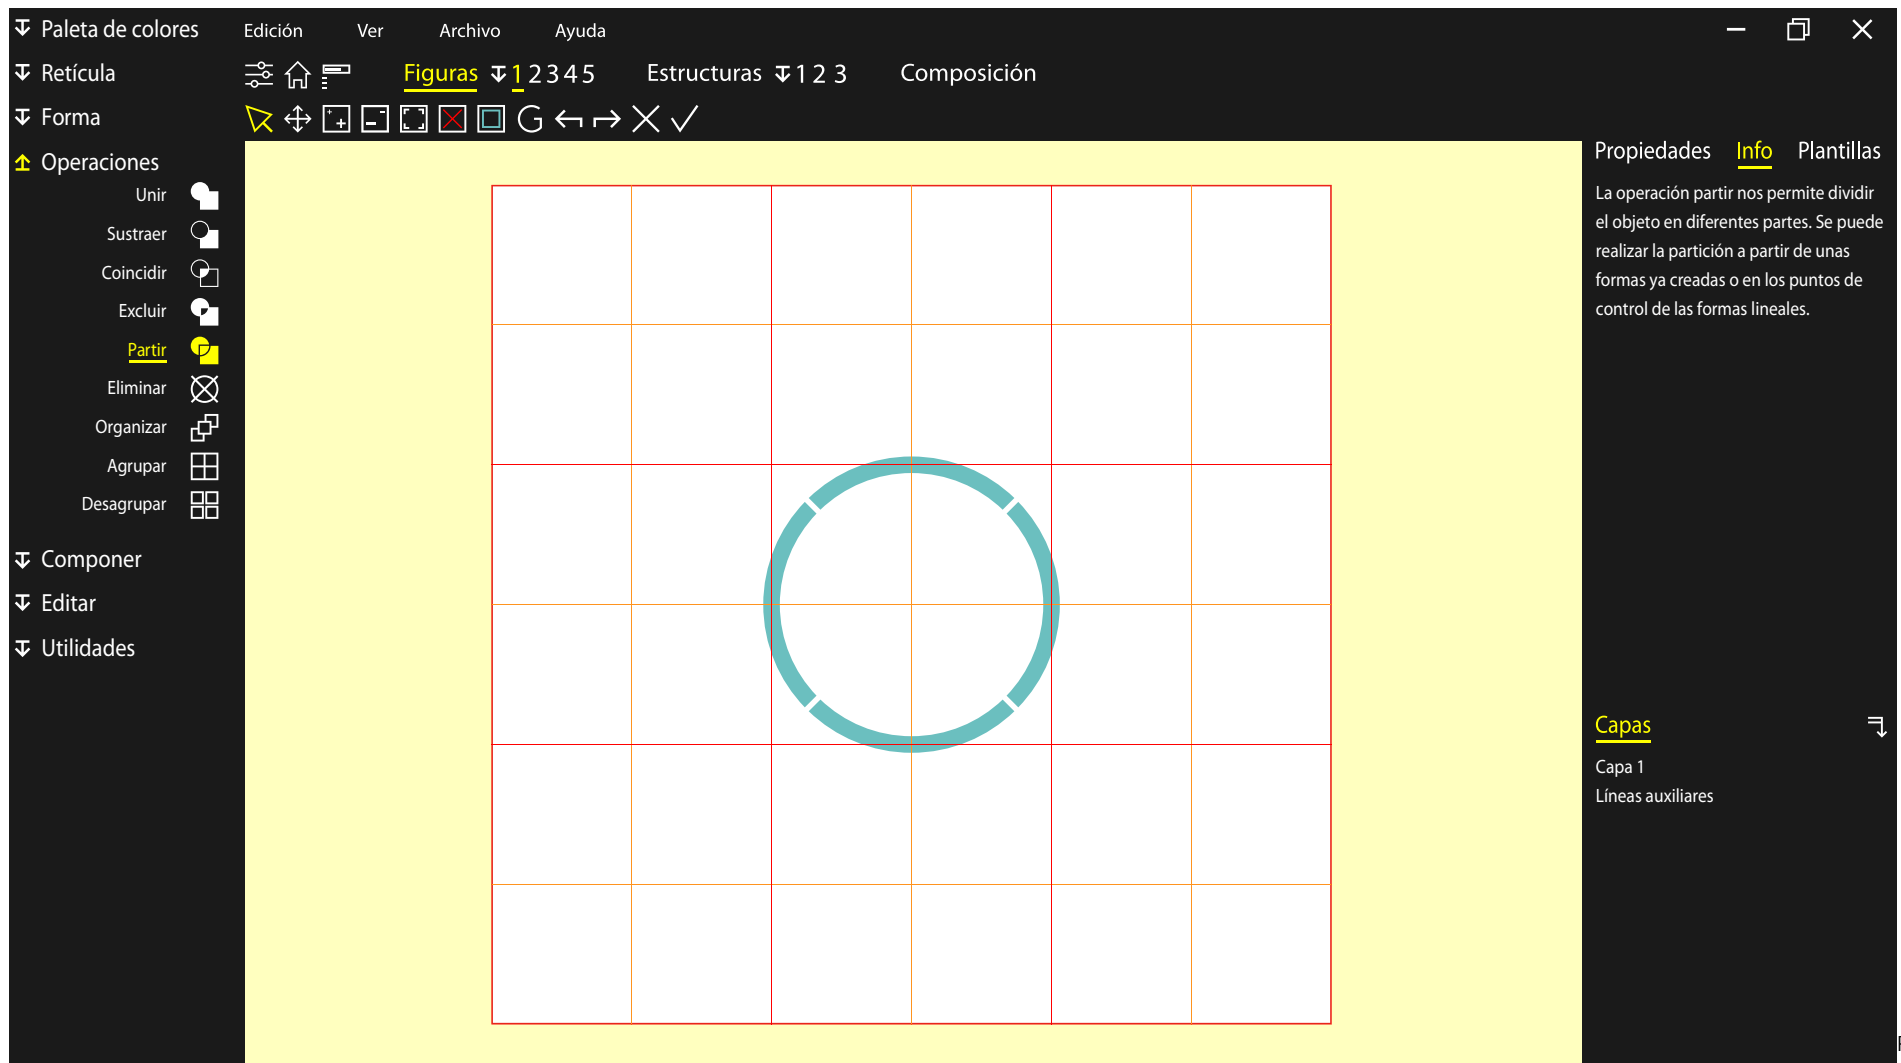 Paleta de colores
Edición Ver Archivo Ayuda
Retícula
Figuras 1 2 3 4 5 Estructuras 1 2 3 Composición
Forma
Operaciones
Unir
Sustraer
Coincidir
Excluir
Partir
Eliminar
Organizar
Agrupar
Desagrupar
Componer
Editar
Utilidades
Propiedades Info Plantillas
La operación partir nos permite dividir
el objeto en diferentes partes. Se puede
realizar la partición a partir de unas
formas ya creadas o en los puntos de
control de las formas lineales.
Capas
Capa 1
Líneas auxiliares